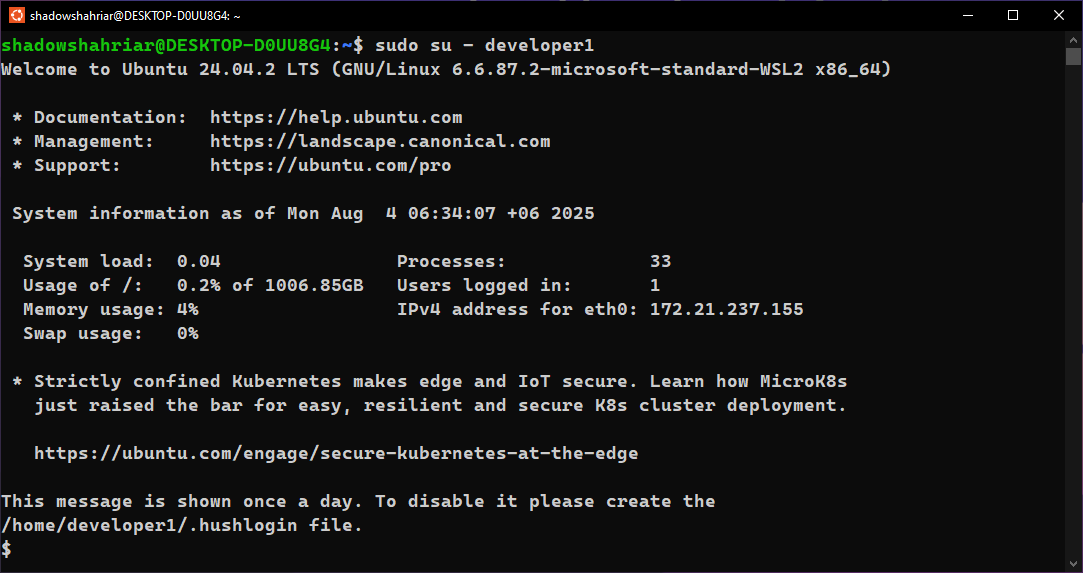 shadowshahriar@DESKTOP-D0UU8G4: ~
shadowshahriar@DESKTOP-D0UU8G4:~$ sudo su - developer1
Welcome to Ubuntu 24.04.2 LTS (GNU/Linux 6.6.87.2-microsoft-standard-WSL2 x86_64)

 * Documentation:  https://help.ubuntu.com
 * Management:     https://landscape.canonical.com
 * Support:        https://ubuntu.com/pro

 System information as of Mon Aug  4 06:34:07 +06 2025

  System load:  0.04                Processes:             33
  Usage of /:   0.2% of 1006.85GB   Users logged in:       1
  Memory usage: 4%                  IPv4 address for eth0: 172.21.237.155
  Swap usage:   0%

 * Strictly confined Kubernetes makes edge and IoT secure. Learn how MicroK8s
   just raised the bar for easy, resilient and secure K8s cluster deployment.

   https://ubuntu.com/engage/secure-kubernetes-at-the-edge

This message is shown once a day. To disable it please create the
/home/developer1/.hushlogin file.
$